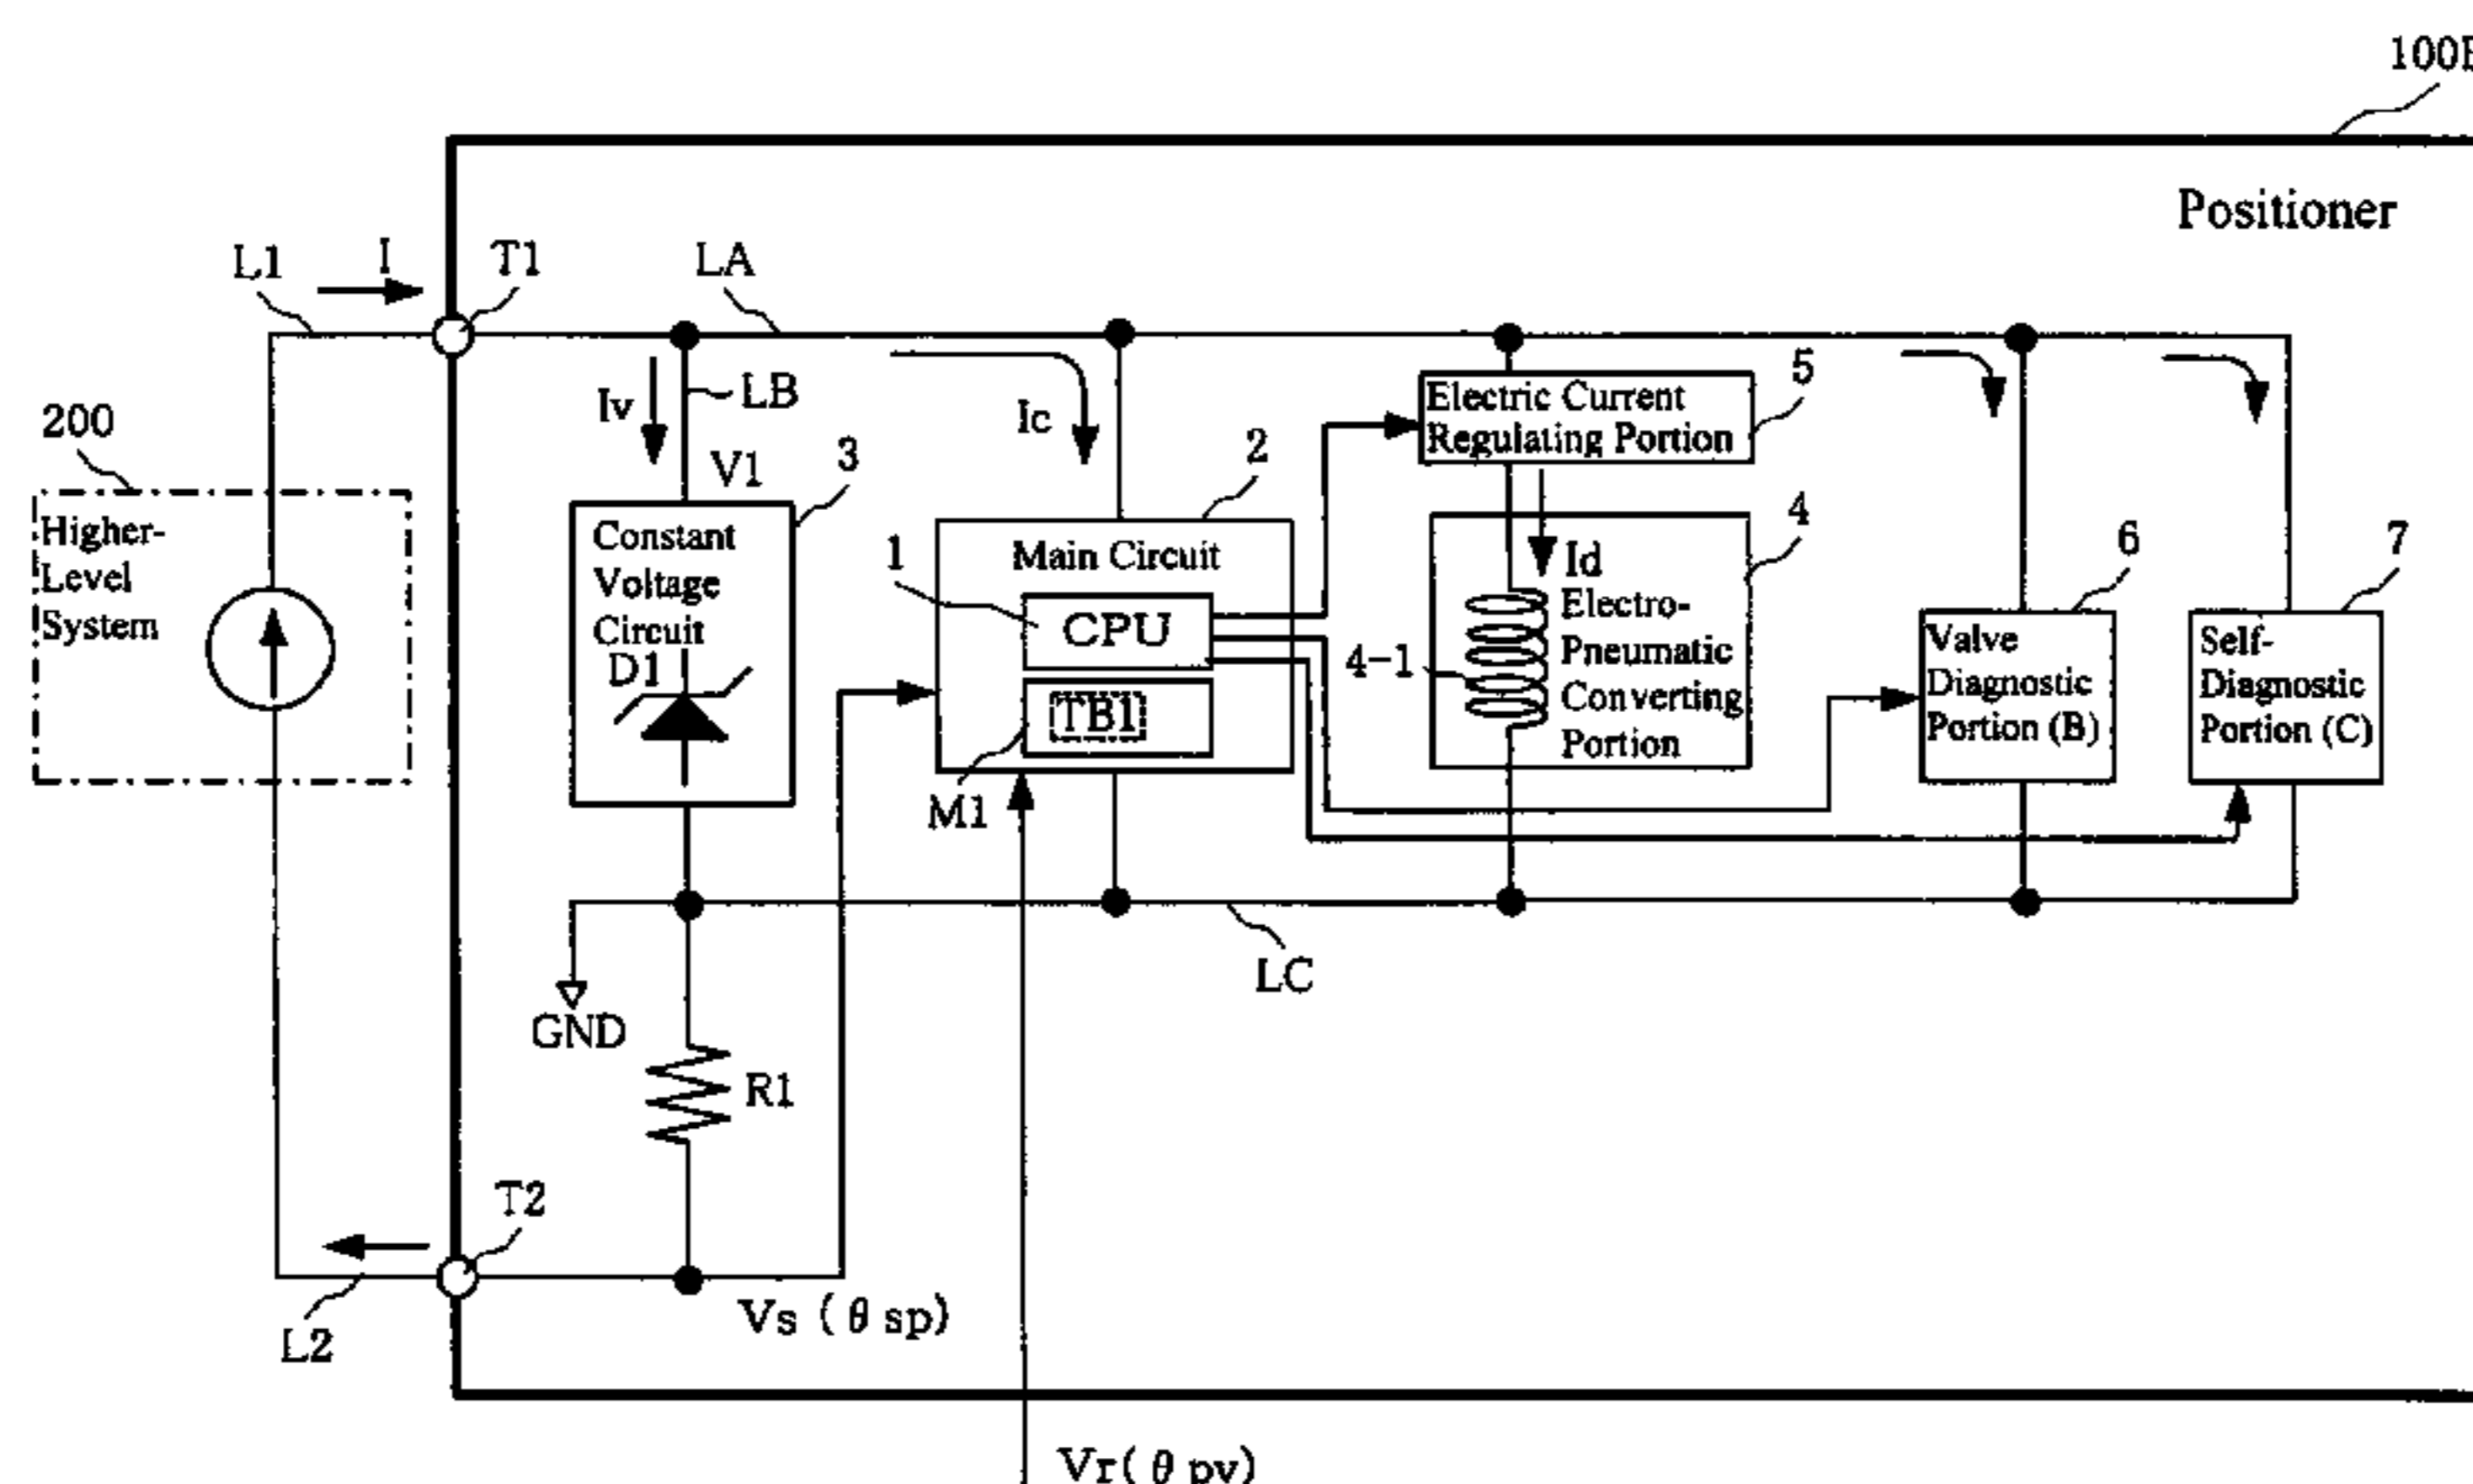 100B
Positioner
L1
I
T1
LA
200
Iv
LB
Ic
5
Electric Current
Regulating Portion
V1
3
2
4
6
7
Higher-
Level
System
Constant
Voltage
Circuit
D1
1
Main Circuit
CPU
TB1
M1
Id
4-1
Electro-
Pneumatic
Converting
Portion
Valve
Diagnostic
Portion (B)
Self-
Diagnostic
Portion (C)
GND
LC
R1
T2
L2
Vs (θsp)
Vr(θpv)